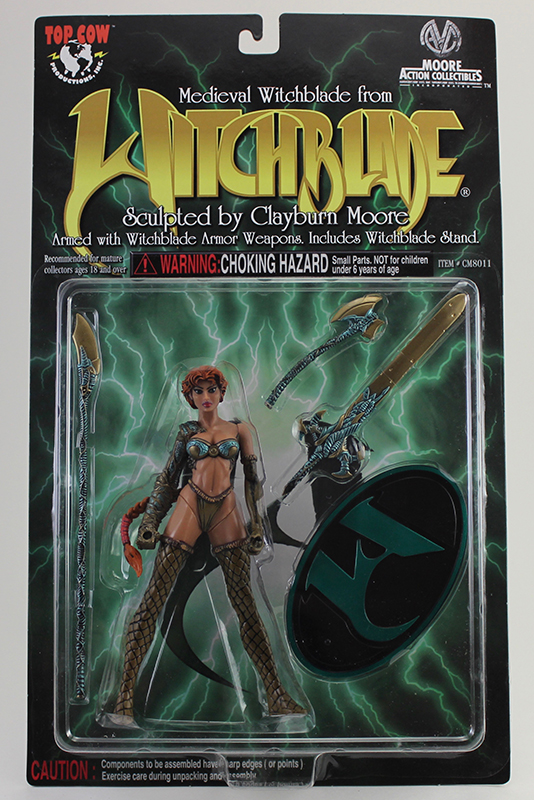 TOP COW
PRODUCTIONS, INC.
MOORE
ACTION COLLECTIBLES
INCORPORATED
TM
Medieval Witchblade from
WITCHBLADE®
Sculpted by Clayburn Moore
Armed with Witchblade Armor Weapons. Includes Witchblade Stand.
Recommended for mature
collectors ages 18 and over
WARNING: CHOKING HAZARD
Small Parts. NOT for children
under 6 years of age
ITEM # CM8011
CAUTION :
Components to be assembled have sharp edges ( or points )
Exercise care during unpacking and assembly